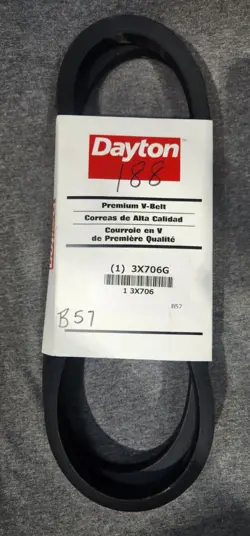 Dayton
188
Premium V-Belt
Correas de Alta Calidad
Courroie en V
de Première Qualité
(1) 3X706G
1 3X706
B57
B57